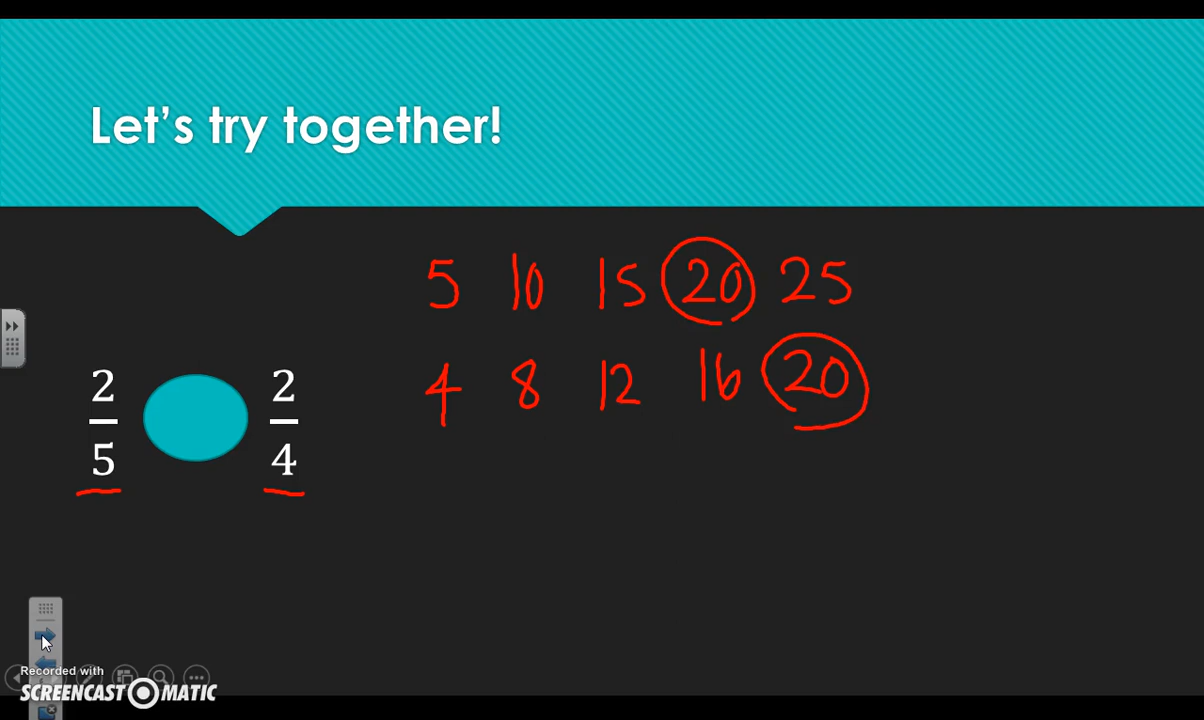 Let's try together!
5 10 15 20 25
4 8 12 16 20
2/5 2/4
Recorded with
SCREENCAST-O-MATIC